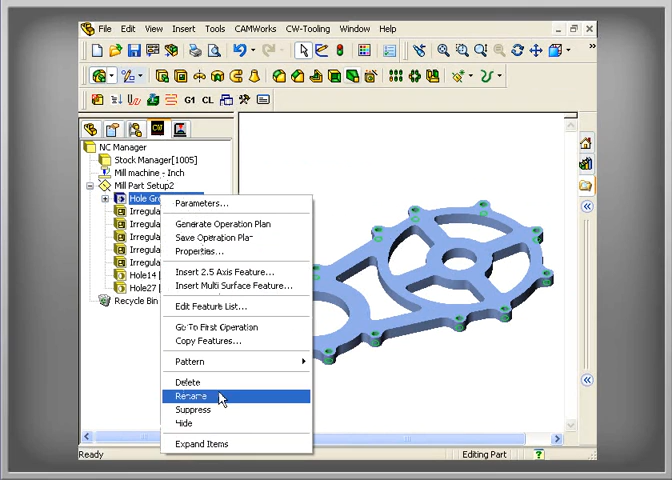 File Edit View Insert Tools CAMWorks CW-Tooling Window Help
G1 CL
CW
NC Manager
Stock Manager[1005]
Mill machine - Inch
Mill Part Setup2
Hole Gro
Irregula
Irregula
Irregula
Irregula
Irregula
Hole14 [
Hole27 [
Recycle Bin
Parameters...
Generate Operation Plan
Save Operation Plan
Properties...
Insert 2.5 Axis Feature...
Insert Multi Surface Feature...
Edit Feature List...
Go To First Operation
Copy Features...
Pattern
Delete
Rename
Suppress
Hide
Expand Items
Ready
Editing Part